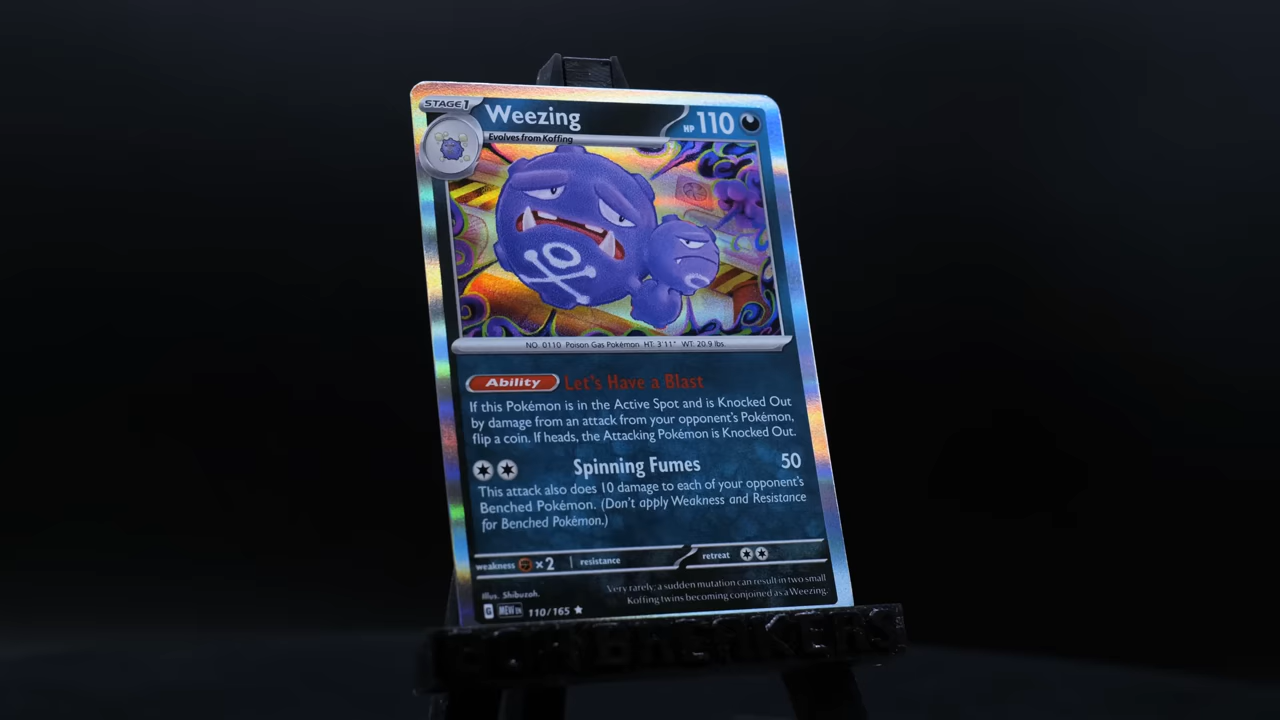 STAGE 1
Weezing
HP 110
Evolves from Koffing
NO. 0110 Poison Gas Pokémon HT: 3'11" WT: 20.9 lbs.
Ability Let's Have a Blast
If this Pokémon is in the Active Spot and is Knocked Out
by damage from an attack from your opponent's Pokémon,
flip a coin. If heads, the Attacking Pokémon is Knocked Out.
Spinning Fumes 50
This attack also does 10 damage to each of your opponent's
Benched Pokémon. (Don't apply Weakness and Resistance
for Benched Pokémon.)
weakness ×2 resistance retreat
Illus. Shibuzoh.
Very rarely, a sudden mutation can result in two small
Koffing twins becoming conjoined as a Weezing.
G MEW EN 110/165